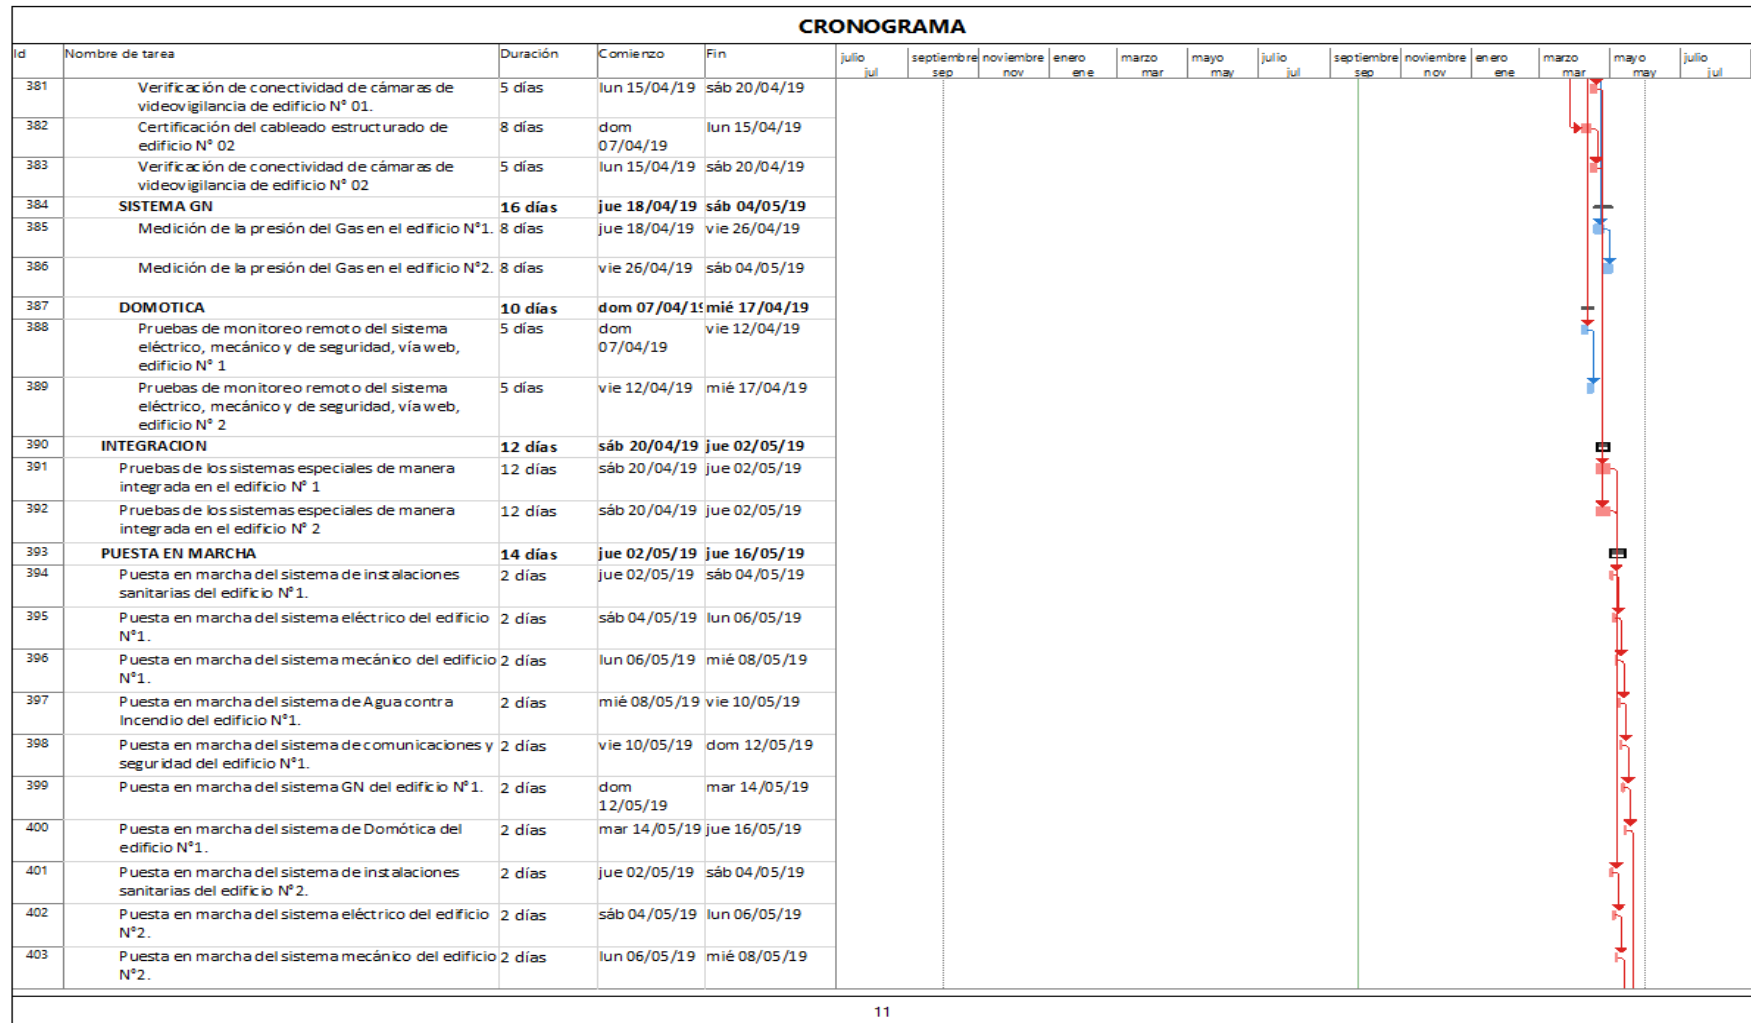 CRONOGRAMA
Id Nombre de tarea Duración Comienzo Fin julio septiembre noviembre enero marzo mayo julio septiembre noviembre enero marzo mayo julio
jul sep nov ene mar may jul sep nov ene mar may jul
381 Verificación de conectividad de cámaras de 5 días lun 15/04/19 sáb 20/04/19
videovigilancia de edificio N° 01.
382 Certificación del cableado estructurado de 8 días dom lun 15/04/19
edificio N° 02 07/04/19
383 Verificación de conectividad de cámaras de 5 días lun 15/04/19 sáb 20/04/19
videovigilancia de edificio N° 02
384 SISTEMA GN 16 días jue 18/04/19 sáb 04/05/19
385 Medición de la presión del Gas en el edificio N°1. 8 días jue 18/04/19 vie 26/04/19
386 Medición de la presión del Gas en el edificio N°2. 8 días vie 26/04/19 sáb 04/05/19
387 DOMOTICA 10 días dom 07/04/19 mié 17/04/19
388 Pruebas de monitoreo remoto del sistema 5 días dom vie 12/04/19
eléctrico, mecánico y de seguridad, vía web, 07/04/19
edificio N° 1
389 Pruebas de monitoreo remoto del sistema 5 días vie 12/04/19 mié 17/04/19
eléctrico, mecánico y de seguridad, vía web,
edificio N° 2
390 INTEGRACION 12 días sáb 20/04/19 jue 02/05/19
391 Pruebas de los sistemas especiales de manera 12 días sáb 20/04/19 jue 02/05/19
integrada en el edificio N° 1
392 Pruebas de los sistemas especiales de manera 12 días sáb 20/04/19 jue 02/05/19
integrada en el edificio N° 2
393 PUESTA EN MARCHA 14 días jue 02/05/19 jue 16/05/19
394 Puesta en marcha del sistema de instalaciones 2 días jue 02/05/19 sáb 04/05/19
sanitarias del edificio N°1.
395 Puesta en marcha del sistema eléctrico del edificio 2 días sáb 04/05/19 lun 06/05/19
N°1.
396 Puesta en marcha del sistema mecánico del edificio 2 días lun 06/05/19 mié 08/05/19
N°1.
397 Puesta en marcha del sistema de Agua contra 2 días mié 08/05/19 vie 10/05/19
Incendio del edificio N°1.
398 Puesta en marcha del sistema de comunicaciones y 2 días vie 10/05/19 dom 12/05/19
seguridad del edificio N°1.
399 Puesta en marcha del sistema GN del edificio N°1. 2 días dom mar 14/05/19
12/05/19
400 Puesta en marcha del sistema de Domótica del 2 días mar 14/05/19 jue 16/05/19
edificio N°1.
401 Puesta en marcha del sistema de instalaciones 2 días jue 02/05/19 sáb 04/05/19
sanitarias del edificio N°2.
402 Puesta en marcha del sistema eléctrico del edificio 2 días sáb 04/05/19 lun 06/05/19
N°2.
403 Puesta en marcha del sistema mecánico del edificio 2 días lun 06/05/19 mié 08/05/19
N°2.
11